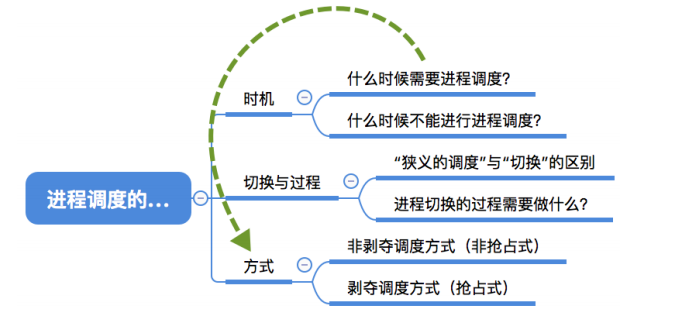 进程调度的...
时机
什么时候需要进程调度？
什么时候不能进行进程调度？
切换与过程
“狭义的调度”与“切换”的区别
进程切换的过程需要做什么？
方式
非剥夺调度方式（非抢占式）
剥夺调度方式（抢占式）